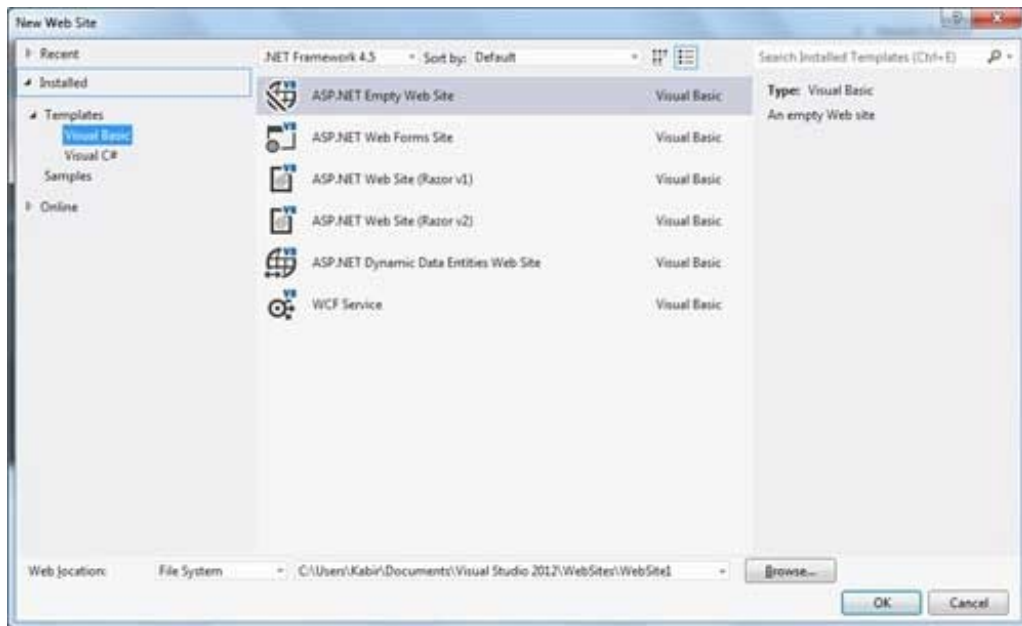 New Web Site
Recent
Installed
Templates
Visual Basic
Visual C#
Samples
Online
.NET Framework 4.5
Sort by: Default
ASP.NET Empty Web Site Visual Basic
ASP.NET Web Forms Site Visual Basic
ASP.NET Web Site (Razor v1) Visual Basic
ASP.NET Web Site (Razor v2) Visual Basic
ASP.NET Dynamic Data Entities Web Site Visual Basic
WCF Service Visual Basic
Search Installed Templates (Ctrl+E)
Type: Visual Basic
An empty Web site
Web location: File System C:\Users\Kabir\Documents\Visual Studio 2012\WebSites\WebSite1 Browse...
OK Cancel